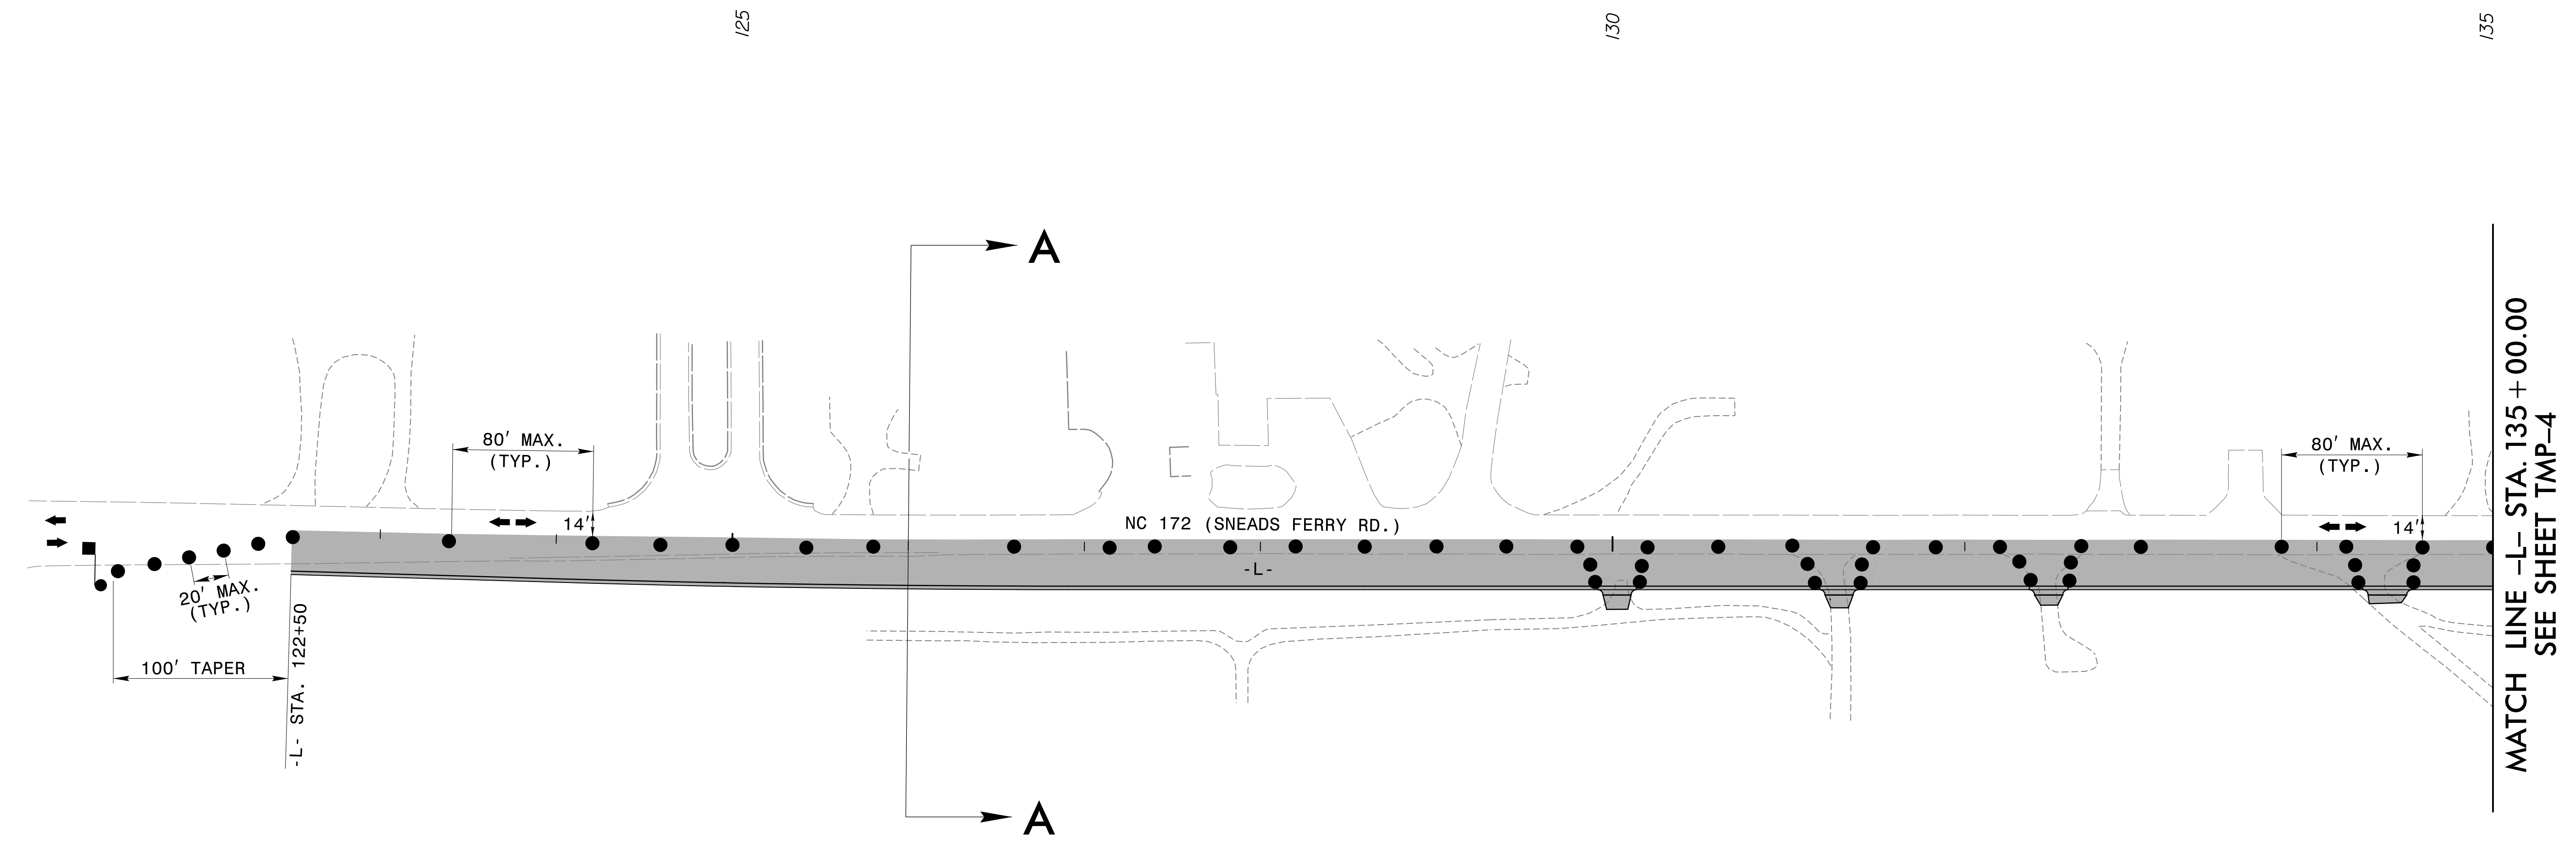 125
130
135
A
80' MAX.
(TYP.)
14'
NC 172 (SNEADS FERRY RD.)
80' MAX.
(TYP.)
14'
-L-
20' MAX.
(TYP.)
100' TAPER
-L- STA. 122+50
A
MATCH LINE -L- STA. 135+00.00
SEE SHEET TMP-4